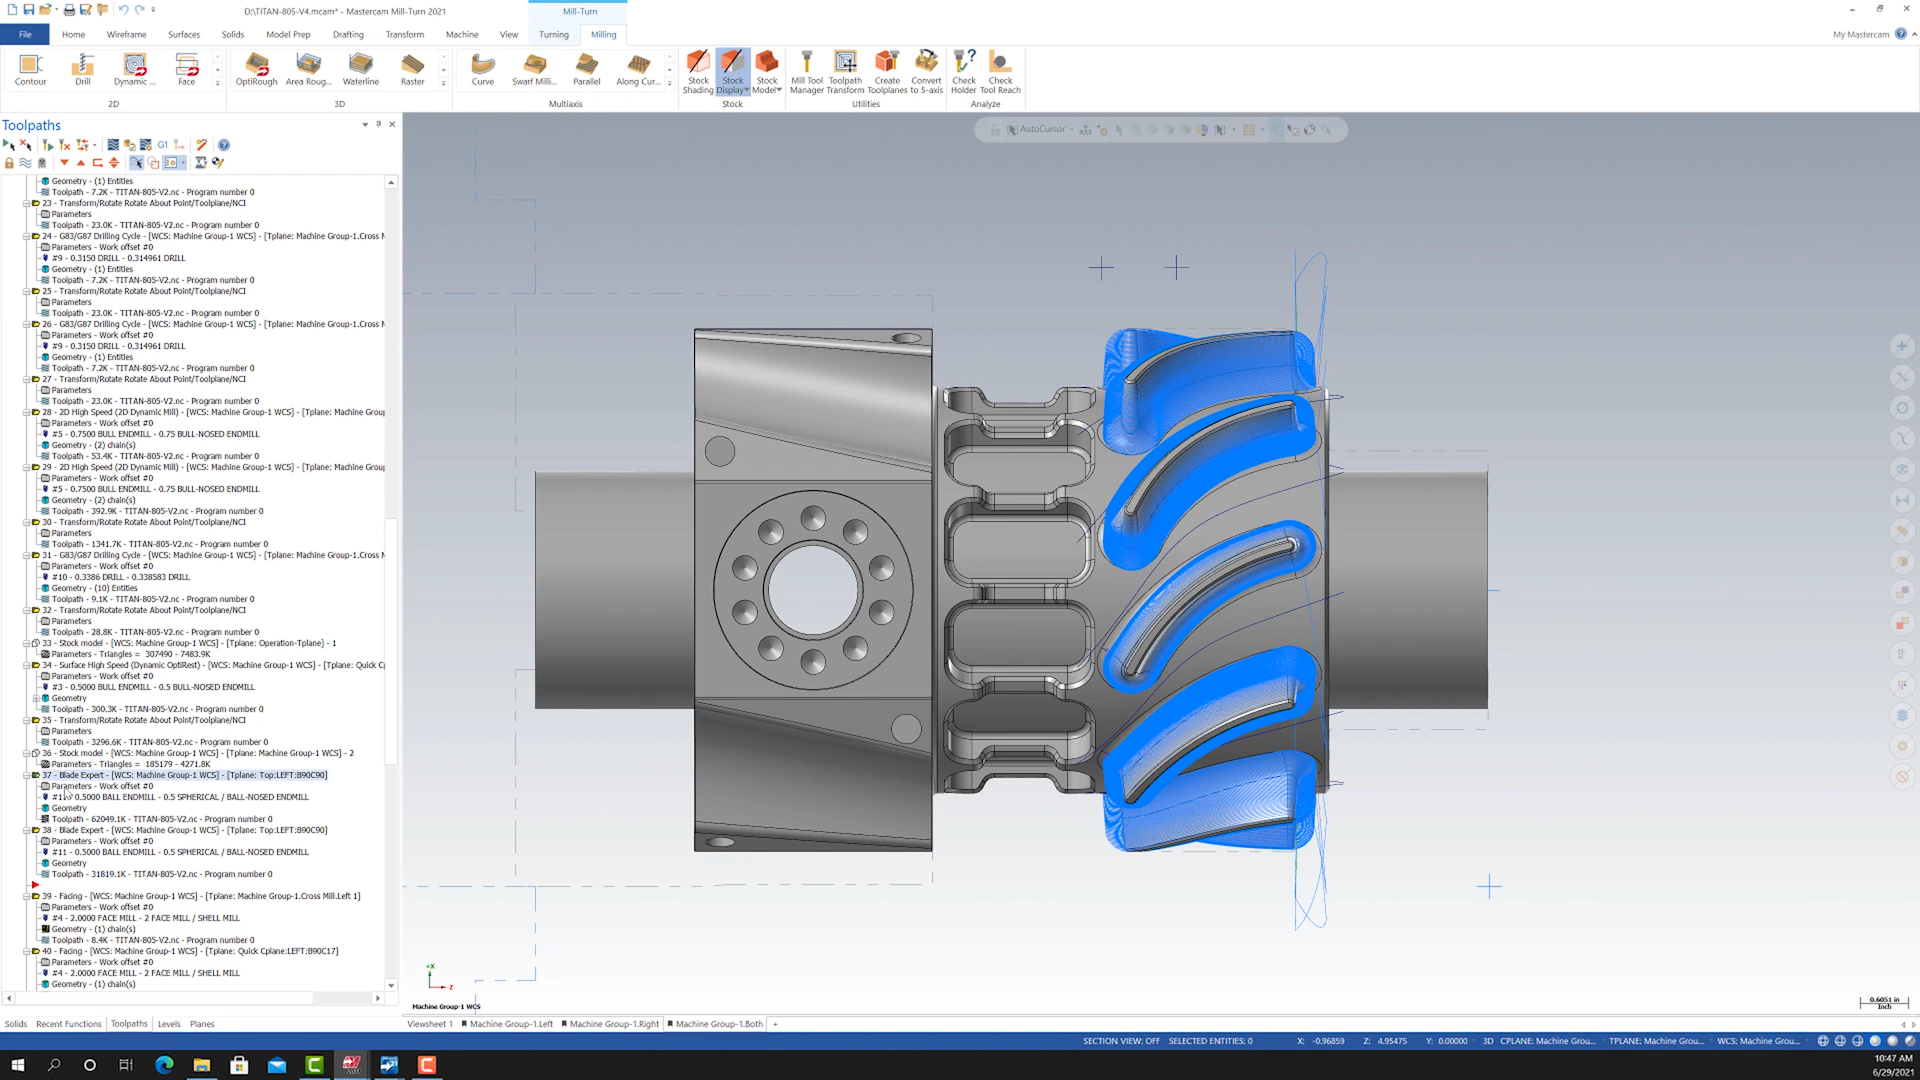 D:\TITAN-805-V4.mcam* - Mastercam Mill-Turn 2021
Mill-Turn
File
Home
Wireframe
Surfaces
Solids
Model Prep
Drafting
Transform
Machine
View
Turning
Milling
My Mastercam
Contour
Drill
Dynamic ...
Face
OptiRough
Area Roug...
Waterline
Raster
Curve
Swarf Milli...
Parallel
Along Cur...
Stock Shading
Stock Display
Stock Model
Mill Tool Manager
Toolpath Transform
Create Toolplanes
Convert to 5-axis
Check Holder
Check Tool Reach
2D
3D
Multiaxis
Stock
Utilities
Analyze
Toolpaths
AutoCursor
G1
Geometry - (1) Entities
Toolpath - 7.2K - TITAN-805-V2.nc - Program number 0
23 - Transform/Rotate Rotate About Point/Toolplane/NCI
Parameters
Toolpath - 23.0K - TITAN-805-V2.nc - Program number 0
24 - G83/G87 Drilling Cycle - [WCS: Machine Group-1 WCS] - [Tplane: Machine Group-1.Cross M
Parameters - Work offset #0
#9 - 0.3150 DRILL - 0.314961 DRILL
Geometry - (1) Entities
Toolpath - 7.2K - TITAN-805-V2.nc - Program number 0
25 - Transform/Rotate Rotate About Point/Toolplane/NCI
Parameters
Toolpath - 23.0K - TITAN-805-V2.nc - Program number 0
26 - G83/G87 Drilling Cycle - [WCS: Machine Group-1 WCS] - [Tplane: Machine Group-1.Cross M
Parameters - Work offset #0
#9 - 0.3150 DRILL - 0.314961 DRILL
Geometry - (1) Entities
Toolpath - 7.2K - TITAN-805-V2.nc - Program number 0
27 - Transform/Rotate Rotate About Point/Toolplane/NCI
Parameters
Toolpath - 23.0K - TITAN-805-V2.nc - Program number 0
28 - 2D High Speed (2D Dynamic Mill) - [WCS: Machine Group-1 WCS] - [Tplane: Machine Group
Parameters - Work offset #0
#5 - 0.7500 BULL ENDMILL - 0.75 BULL-NOSED ENDMILL
Geometry - (2) chain(s)
Toolpath - 53.4K - TITAN-805-V2.nc - Program number 0
29 - 2D High Speed (2D Dynamic Mill) - [WCS: Machine Group-1 WCS] - [Tplane: Machine Group
Parameters - Work offset #0
#5 - 0.7500 BULL ENDMILL - 0.75 BULL-NOSED ENDMILL
Geometry - (2) chain(s)
Toolpath - 392.9K - TITAN-805-V2.nc - Program number 0
30 - Transform/Rotate Rotate About Point/Toolplane/NCI
Parameters
Toolpath - 1341.7K - TITAN-805-V2.nc - Program number 0
31 - G83/G87 Drilling Cycle - [WCS: Machine Group-1 WCS] - [Tplane: Machine Group-1.Cross M
Parameters - Work offset #0
#10 - 0.3386 DRILL - 0.338583 DRILL
Geometry - (10) Entities
Toolpath - 9.1K - TITAN-805-V2.nc - Program number 0
32 - Transform/Rotate Rotate About Point/Toolplane/NCI
Parameters
Toolpath - 28.8K - TITAN-805-V2.nc - Program number 0
33 - Stock model - [WCS: Machine Group-1 WCS] - [Tplane: Operation-Tplane] - 1
Parameters - Triangles = 307490 - 7483.9K
34 - Surface High Speed (Dynamic OptiRest) - [WCS: Machine Group-1 WCS] - [Tplane: Quick Cp
Parameters - Work offset #0
#3 - 0.5000 BULL ENDMILL - 0.5 BULL-NOSED ENDMILL
Geometry
Toolpath - 300.3K - TITAN-805-V2.nc - Program number 0
35 - Transform/Rotate Rotate About Point/Toolplane/NCI
Parameters
Toolpath - 3296.6K - TITAN-805-V2.nc - Program number 0
36 - Stock model - [WCS: Machine Group-1 WCS] - [Tplane: Machine Group-1 WCS] - 2
Parameters - Triangles = 185179 - 4271.8K
37 - Blade Expert - [WCS: Machine Group-1 WCS] - [Tplane: Top:LEFT:B90C90]
Parameters - Work offset #0
0.5000 BALL ENDMILL - 0.5 SPHERICAL / BALL-NOSED ENDMILL
Geometry
Toolpath - 62049.1K - TITAN-805-V2.nc - Program number 0
38 - Blade Expert - [WCS: Machine Group-1 WCS] - [Tplane: Top:LEFT:B90C90]
Parameters - Work offset #0
#11 - 0.5000 BALL ENDMILL - 0.5 SPHERICAL / BALL-NOSED ENDMILL
Geometry
Toolpath - 31819.1K - TITAN-805-V2.nc - Program number 0
39 - Facing - [WCS: Machine Group-1 WCS] - [Tplane: Machine Group-1.Cross Mill.Left 1]
Parameters - Work offset #0
#4 - 2.0000 FACE MILL - 2 FACE MILL / SHELL MILL
Geometry - (1) chain(s)
Toolpath - 8.4K - TITAN-805-V2.nc - Program number 0
40 - Facing - [WCS: Machine Group-1 WCS] - [Tplane: Quick Cplane:LEFT:B90C17]
Parameters - Work offset #0
#4 - 2.0000 FACE MILL - 2 FACE MILL / SHELL MILL
Geometry - (1) chain(s)
+X
Z
Machine Group-1 WCS
0.6051 in
Inch
Solids
Recent Functions
Toolpaths
Levels
Planes
Viewsheet 1
Machine Group-1.Left
Machine Group-1.Right
Machine Group-1.Both
+
SECTION VIEW: OFF
SELECTED ENTITIES: 0
X: -0.96859
Z: 4.95475
Y: 0.00000
3D
CPLANE: Machine Grou...
TPLANE: Machine Grou...
WCS: Machine Grou...
10:47 AM
6/29/2021